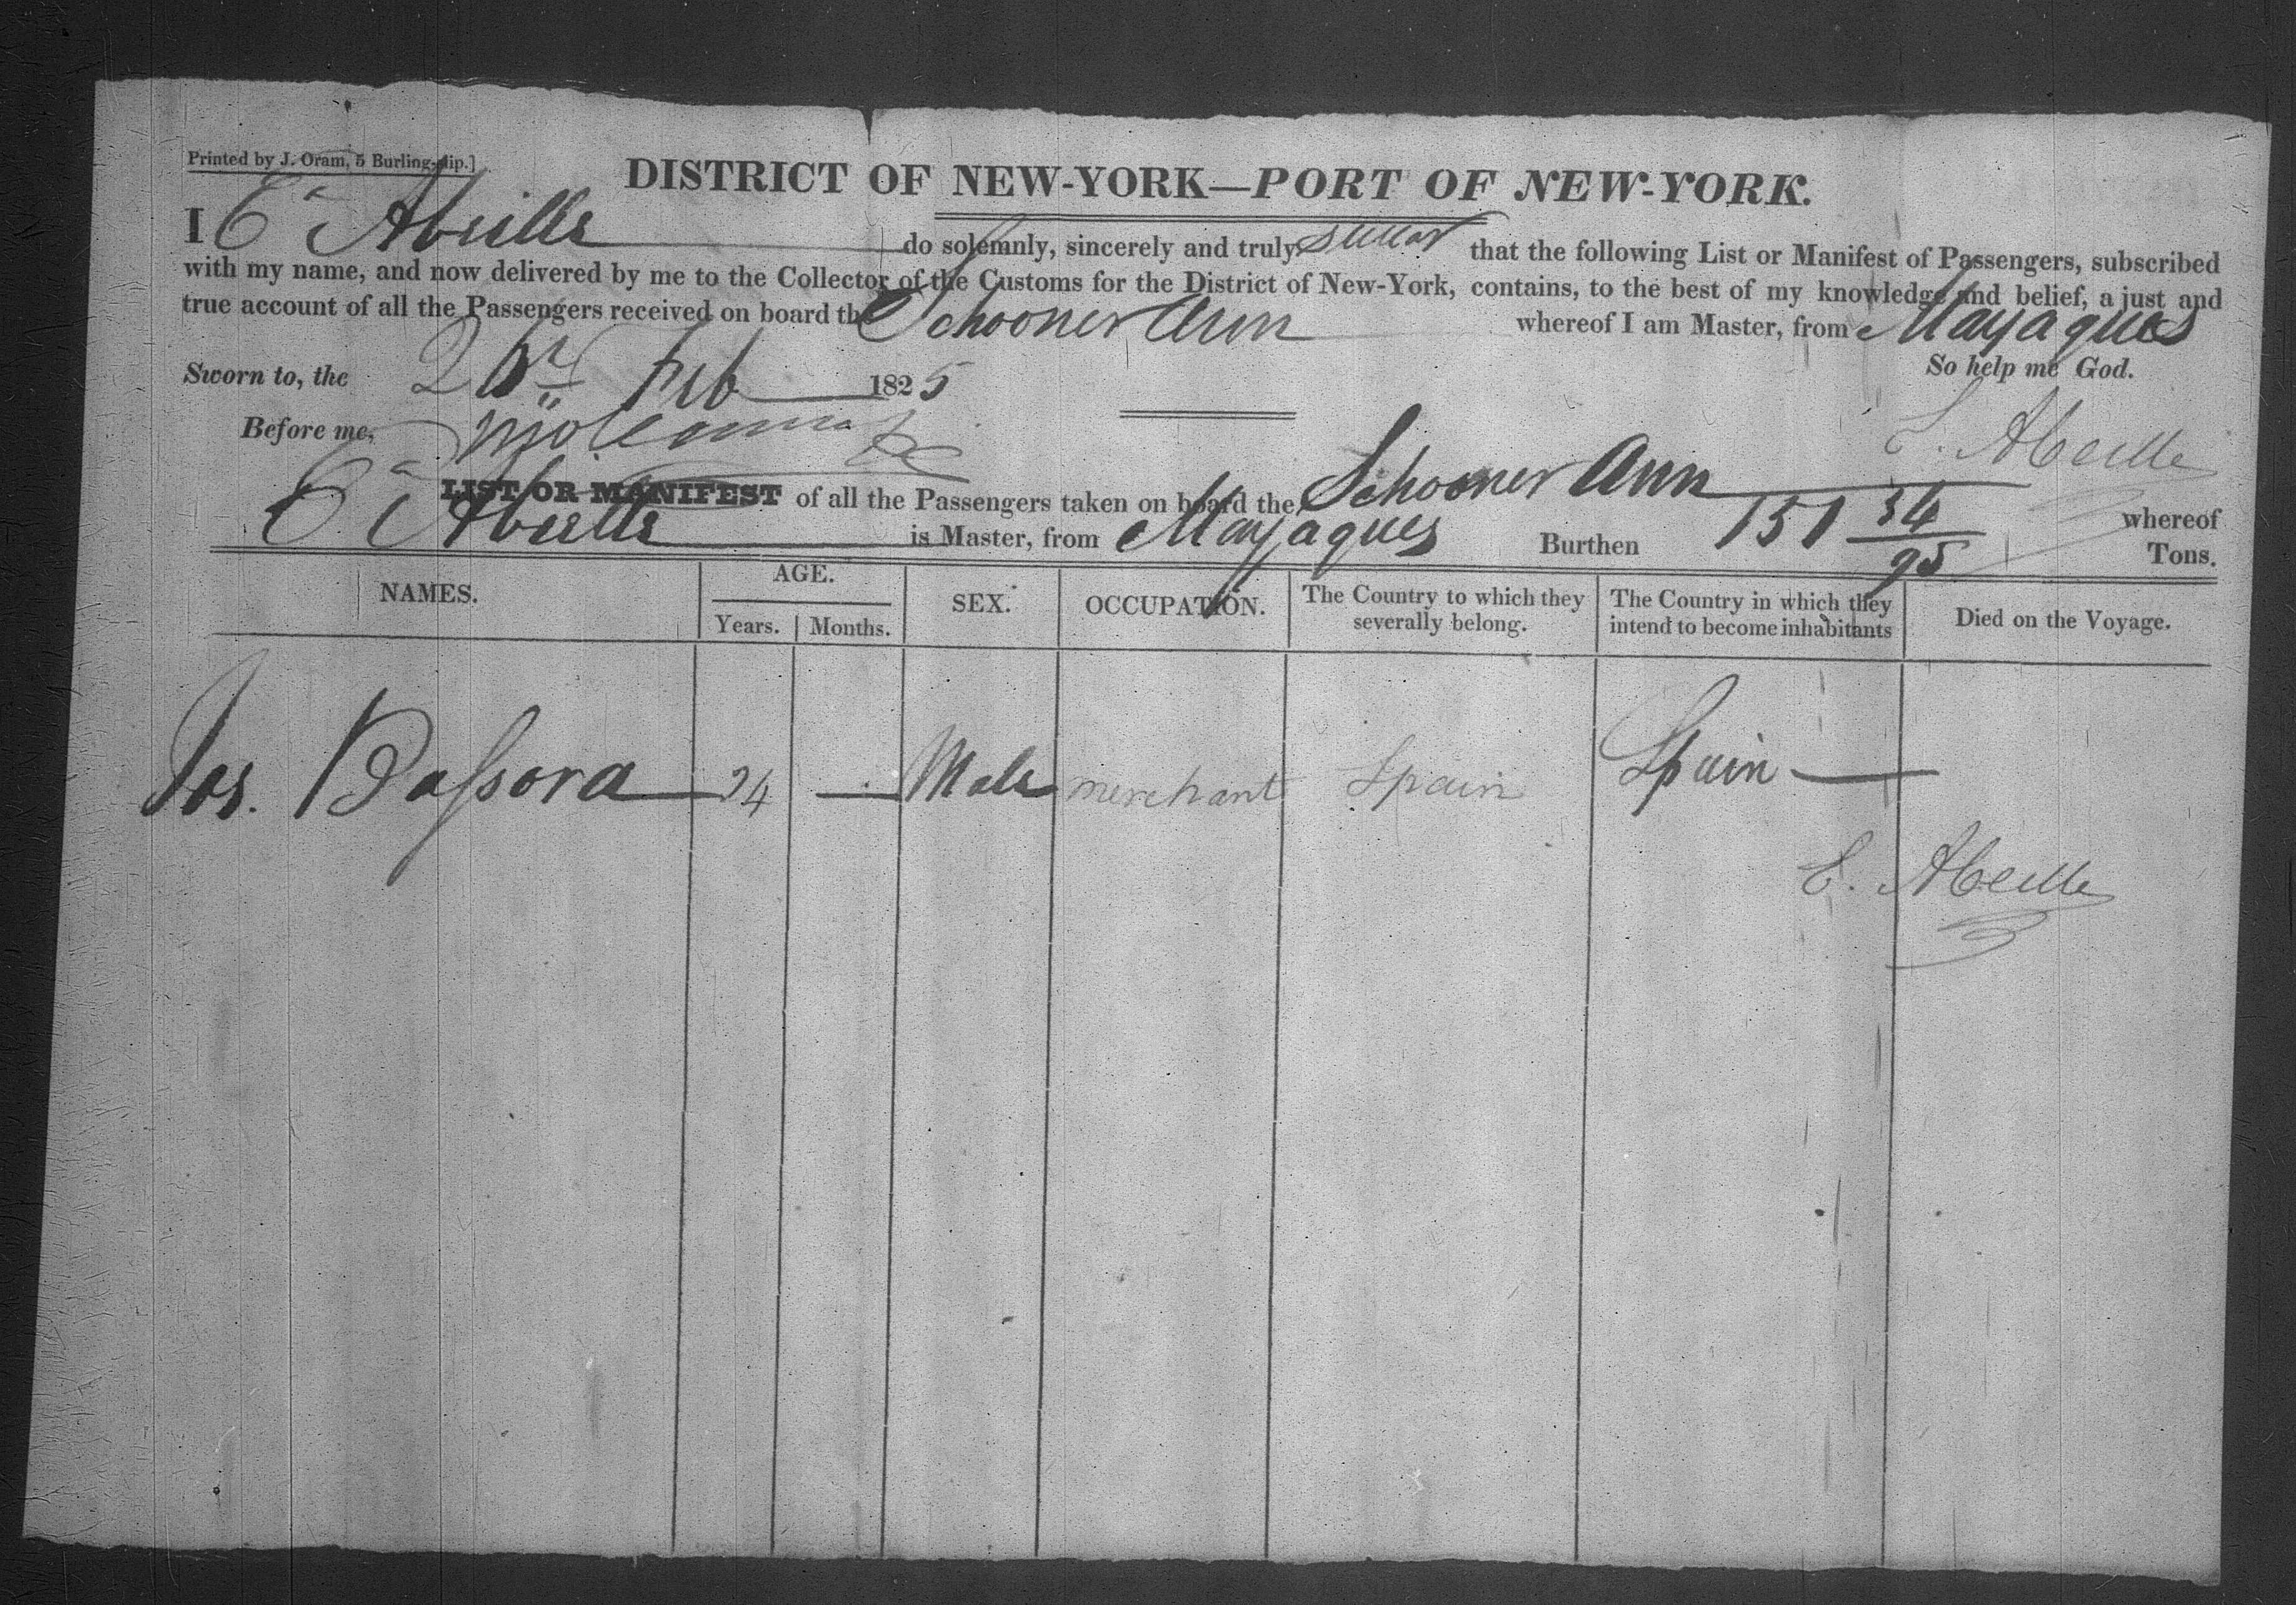 Printed by J. Oram, 5 Burling-slip.]
DISTRICT OF NEW-YORK—PORT OF NEW-YORK.
I E. Abeille do solemnly, sincerely and truly swear that the following List or Manifest of Passengers, subscribed
with my name, and now delivered by me to the Collector of the Customs for the District of New-York, contains, to the best of my knowledge and belief, a just and
true account of all the Passengers received on board the Schooner Ann whereof I am Master, from Mayaques
So help me God.
Sworn to, the Feb 1825
Before me,
E. Abeille
LIST OR MANIFEST of all the Passengers taken on board the Schooner Ann whereof
E. Abeille is Master, from Mayaques Burthen 151 34/95 Tons.
NAMES. AGE. Years. Months. SEX. OCCUPATION. The Country to which they severally belong. The Country in which they intend to become inhabitants Died on the Voyage.
Jos. Bassora 24 — Male merchant Spain Spain —
E. Abeille